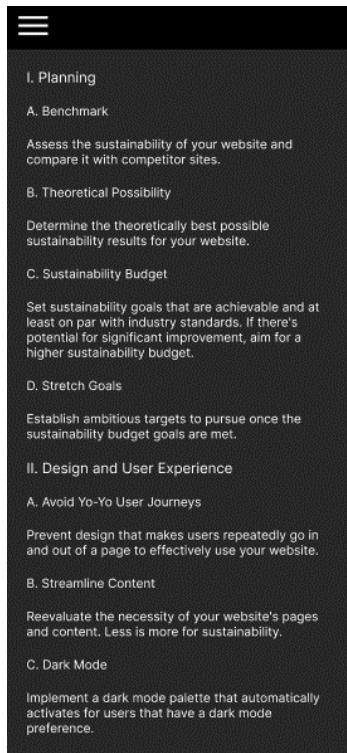 I. Planning
A. Benchmark
Assess the sustainability of your website and
compare it with competitor sites.
B. Theoretical Possibility
Determine the theoretically best possible
sustainability results for your website.
C. Sustainability Budget
Set sustainability goals that are achievable and at
least on par with industry standards. If there's
potential for significant improvement, aim for a
higher sustainability budget.
D. Stretch Goals
Establish ambitious targets to pursue once the
sustainability budget goals are met.
II. Design and User Experience
A. Avoid Yo-Yo User Journeys
Prevent design that makes users repeatedly go in
and out of a page to effectively use your website.
B. Streamline Content
Reevaluate the necessity of your website's pages
and content. Less is more for sustainability.
C. Dark Mode
Implement a dark mode palette that automatically
activates for users that have a dark mode
preference.